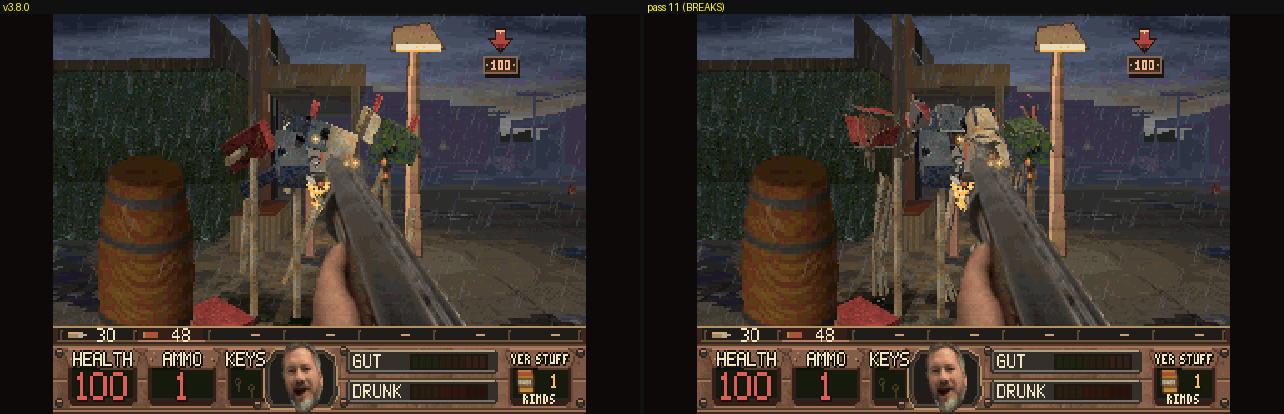 v3.8.0
pass 11 (BREAKS)
·100·
·100·
30 48
HEALTH AMMO KEYS GUT YER STUFF
100 1 1
DRUNK RINDS
30 48
HEALTH AMMO KEYS GUT YER STUFF
100 1 1
DRUNK RINDS